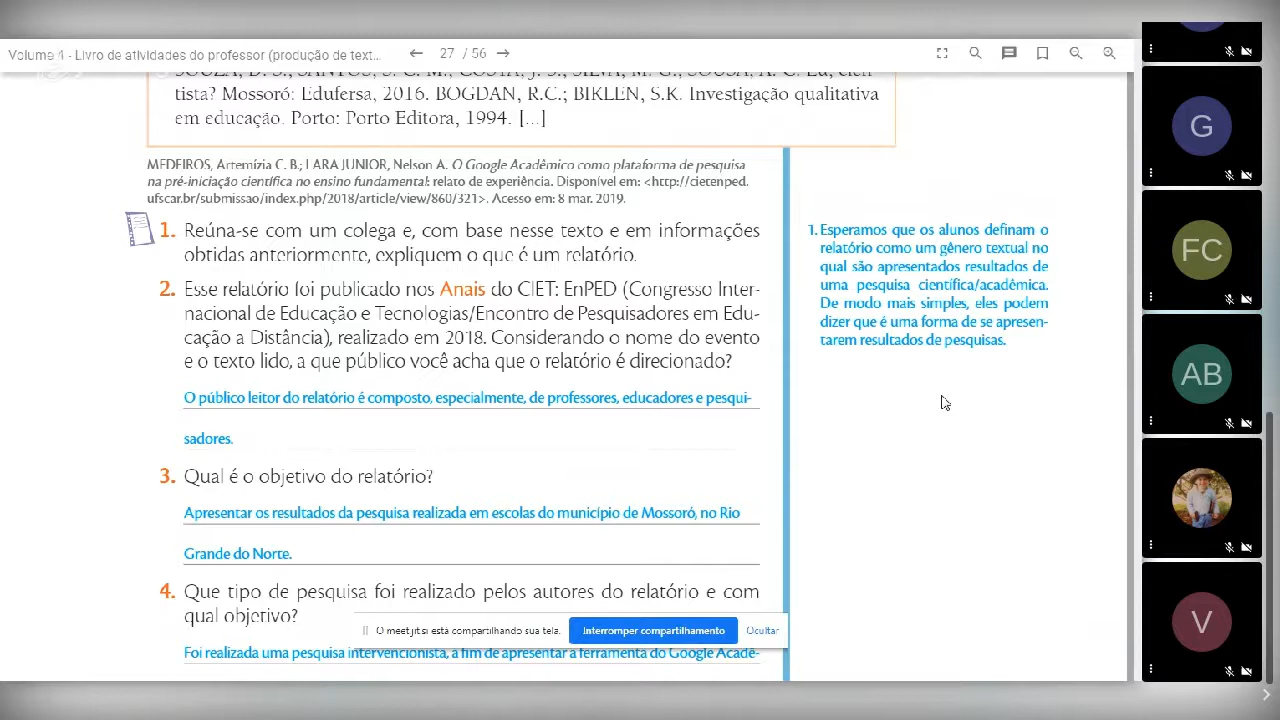 Volume 4 - Livro de atividades do professor (produção de text...
27 / 56
SOUZA, D. S.; SANTOS, S. C. M.; COSTA, J. S.; SILVA, M. G.; SOUSA, A. C. Eu, cien-
tista? Mossoró: Edufersa, 2016. BOGDAN, R.C.; BIKLEN, S.K. Investigação qualitativa
em educação. Porto: Porto Editora, 1994. [...]
MEDEIROS, Artemízia C. B.; LARA JUNIOR, Nelson A. O Google Acadêmico como plataforma de pesquisa
na pré-iniciação científica no ensino fundamental: relato de experiência. Disponível em: <http://cietenped.
ufscar.br/submissao/index.php/2018/article/view/860/321>. Acesso em: 8 mar. 2019.
1. Reúna-se com um colega e, com base nesse texto e em informações
obtidas anteriormente, expliquem o que é um relatório.
2. Esse relatório foi publicado nos Anais do CIET: EnPED (Congresso Inter-
nacional de Educação e Tecnologias/Encontro de Pesquisadores em Edu-
cação a Distância), realizado em 2018. Considerando o nome do evento
e o texto lido, a que público você acha que o relatório é direcionado?
O público leitor do relatório é composto, especialmente, de professores, educadores e pesqui-
sadores.
3. Qual é o objetivo do relatório?
Apresentar os resultados da pesquisa realizada em escolas do município de Mossoró, no Rio
Grande do Norte.
4. Que tipo de pesquisa foi realizado pelos autores do relatório e com
qual objetivo?
Foi realizada uma pesquisa intervencionista, a fim de apresentar a ferramenta do Google Acadê-
1. Esperamos que os alunos definam o
relatório como um gênero textual no
qual são apresentados resultados de
uma pesquisa científica/acadêmica.
De modo mais simples, eles podem
dizer que é uma forma de se apresen-
tarem resultados de pesquisas.
O meet.jit.si está compartilhando sua tela.
Interromper compartilhamento
Ocultar
G
FC
AB
V